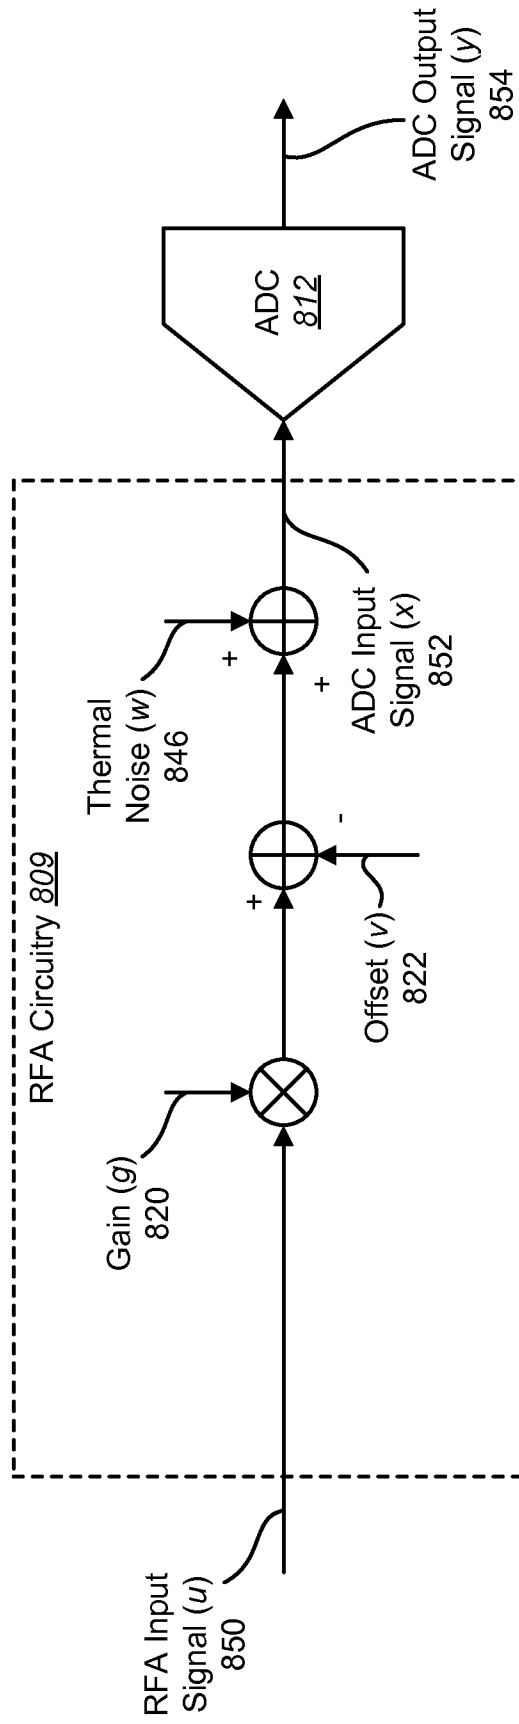 RFA Circuitry 809
RFA Input
Signal (u)
850
Gain (g)
820
+
Offset (v)
822
-
Thermal
Noise (w)
846
+
+
ADC Input
Signal (x)
852
ADC
812
ADC Output
Signal (y)
854